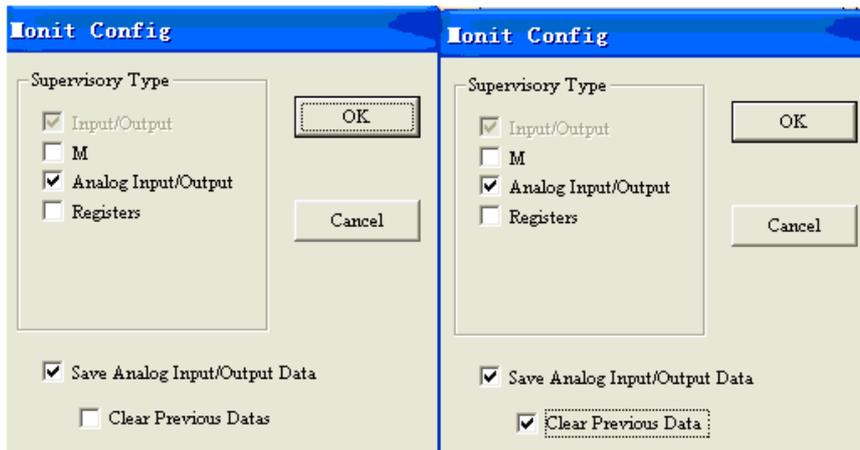 Monit Config
Supervisory Type
Input/Output
OK
M
Analog Input/Output
Registers
Cancel
Save Analog Input/Output Data
Clear Previous Datas
Monit Config
Supervisory Type
Input/Output
OK
M
Analog Input/Output
Registers
Cancel
Save Analog Input/Output Data
Clear Previous Data